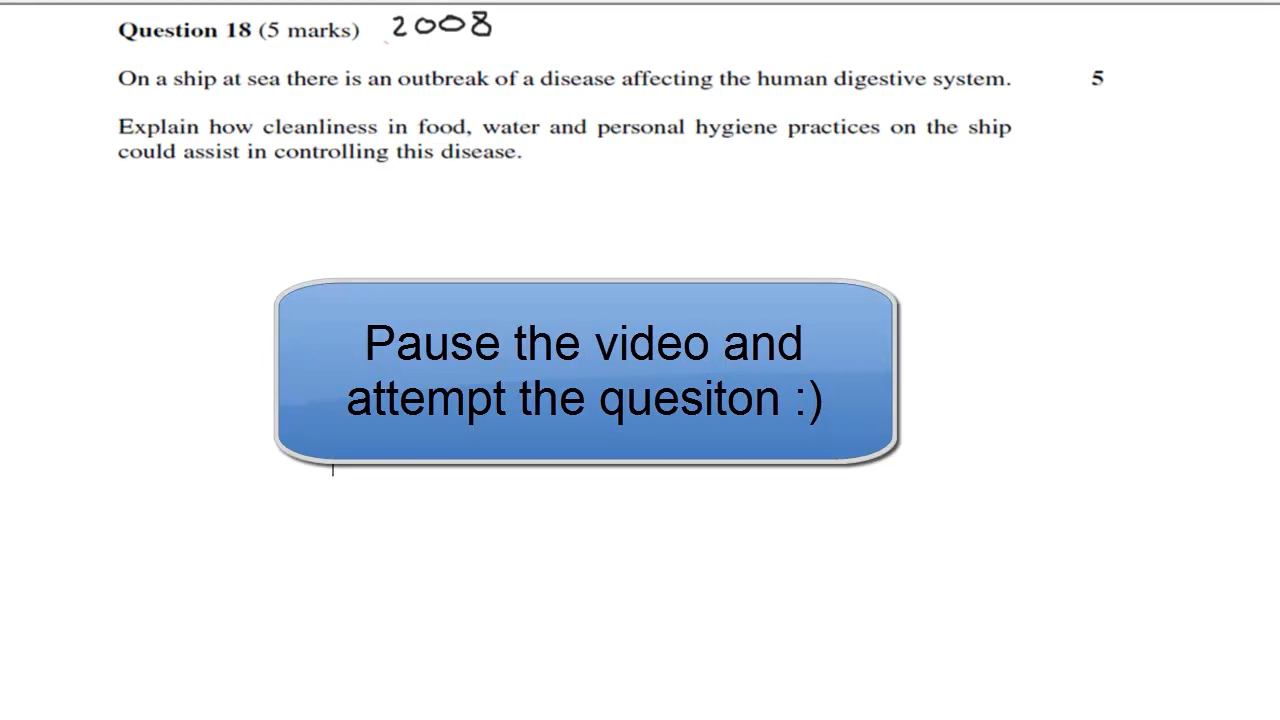 Question 18 (5 marks) 2008
On a ship at sea there is an outbreak of a disease affecting the human digestive system. 5
Explain how cleanliness in food, water and personal hygiene practices on the ship
could assist in controlling this disease.
Pause the video and
attempt the quesiton :)